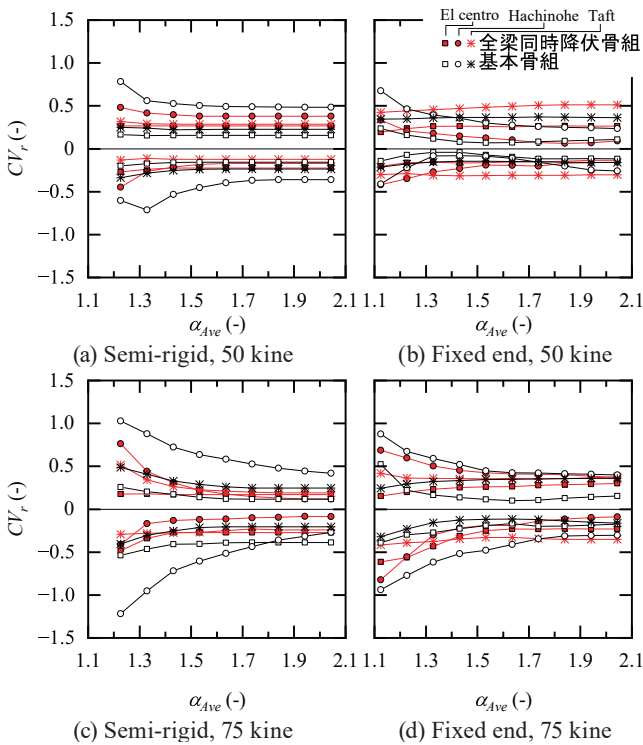 El centro Hachinohe Taft
全梁同時降伏骨組
基本骨組
1.5
1.0
0.5
0
−0.5
−1.0
−1.5
CVr (-)
1.1 1.3 1.5 1.7 1.9 1.1 1.3 1.5 1.7 1.9 2.1
αAve (-) αAve (-)
(a) Semi-rigid, 50 kine (b) Fixed end, 50 kine
1.5
1.0
0.5
0
−0.5
−1.0
−1.5
CVr (-)
1.1 1.3 1.5 1.7 1.9 1.1 1.3 1.5 1.7 1.9 2.1
αAve (-) αAve (-)
(c) Semi-rigid, 75 kine (d) Fixed end, 75 kine